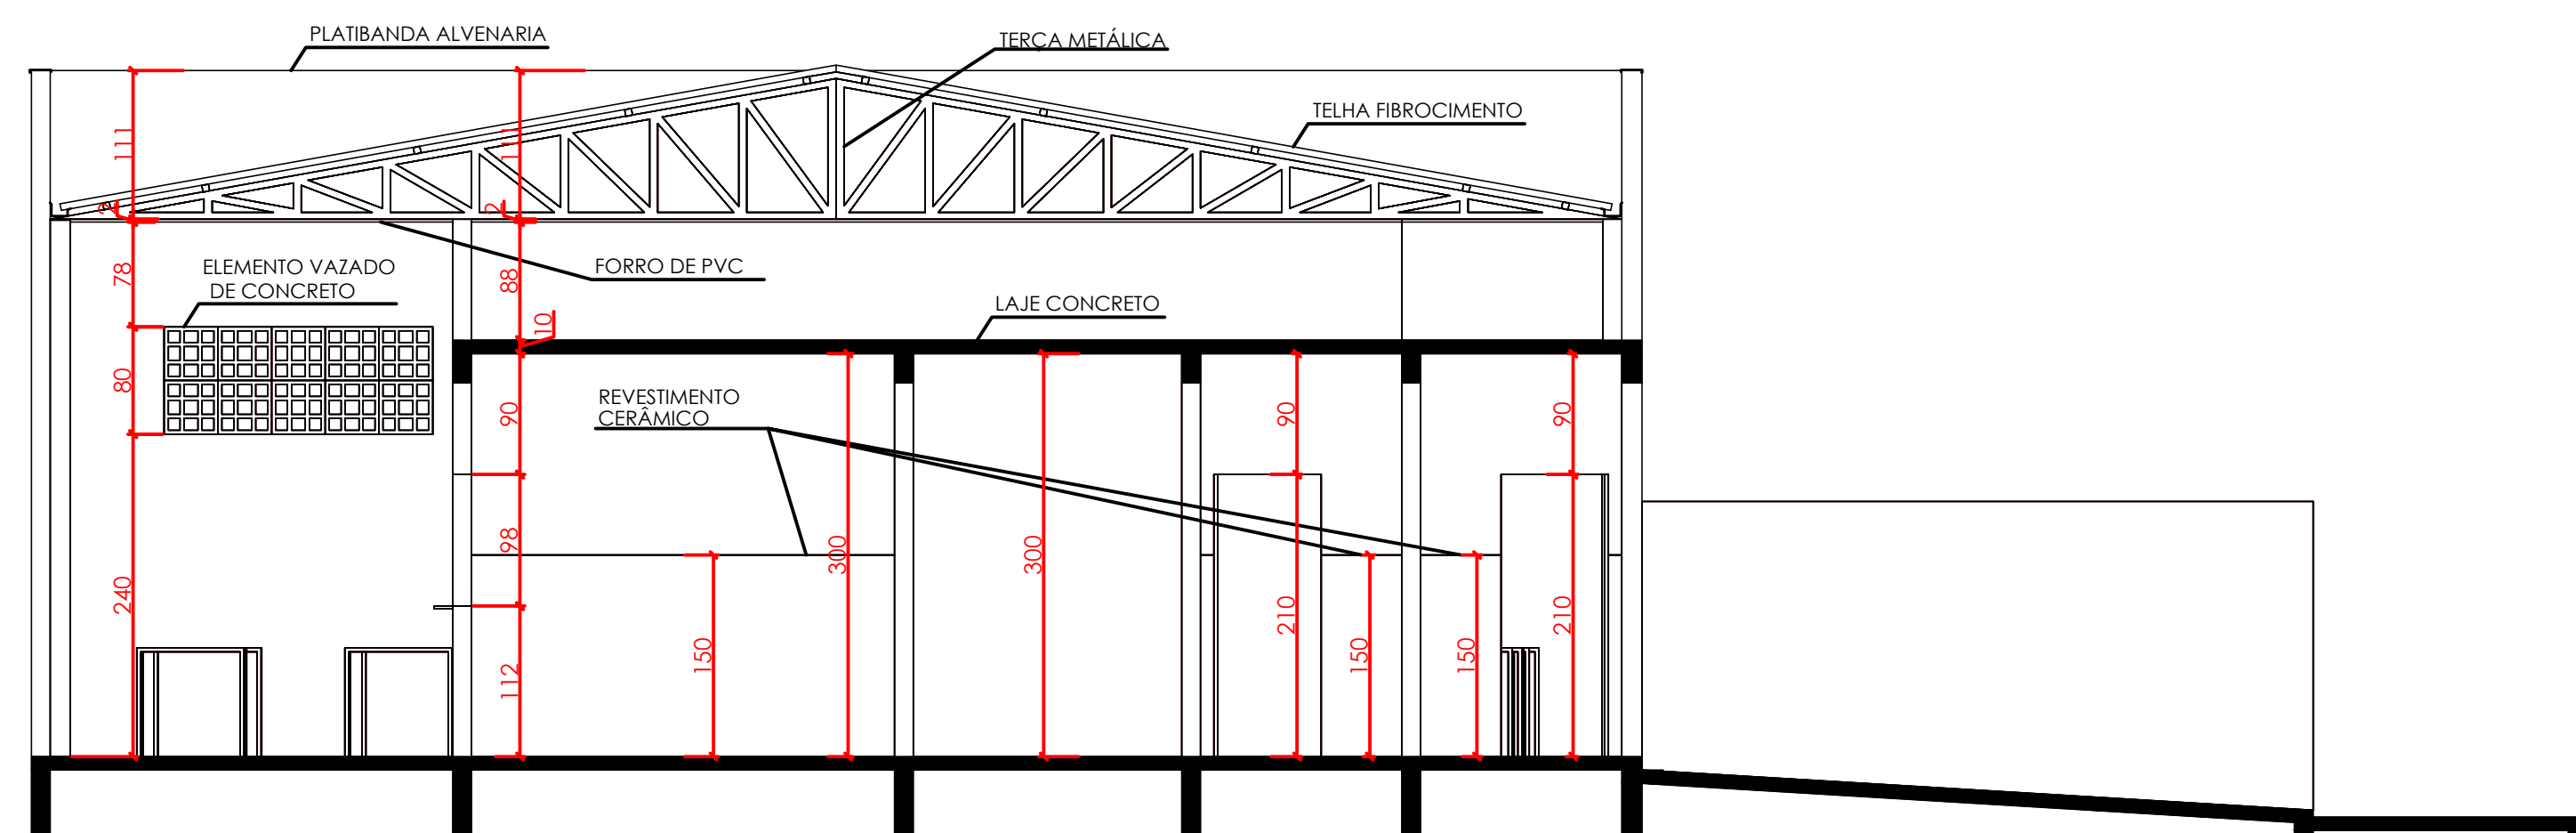 PLATIBANDA ALVENARIA
TERÇA METÁLICA
TELHA FIBROCIMENTO
111
111
2
2
ELEMENTO VAZADO
DE CONCRETO
FORRO DE PVC
78
88
LAJE CONCRETO
10
80
REVESTIMENTO
CERÂMICO
90
90
90
98
300
300
240
210
210
112
150
150
150